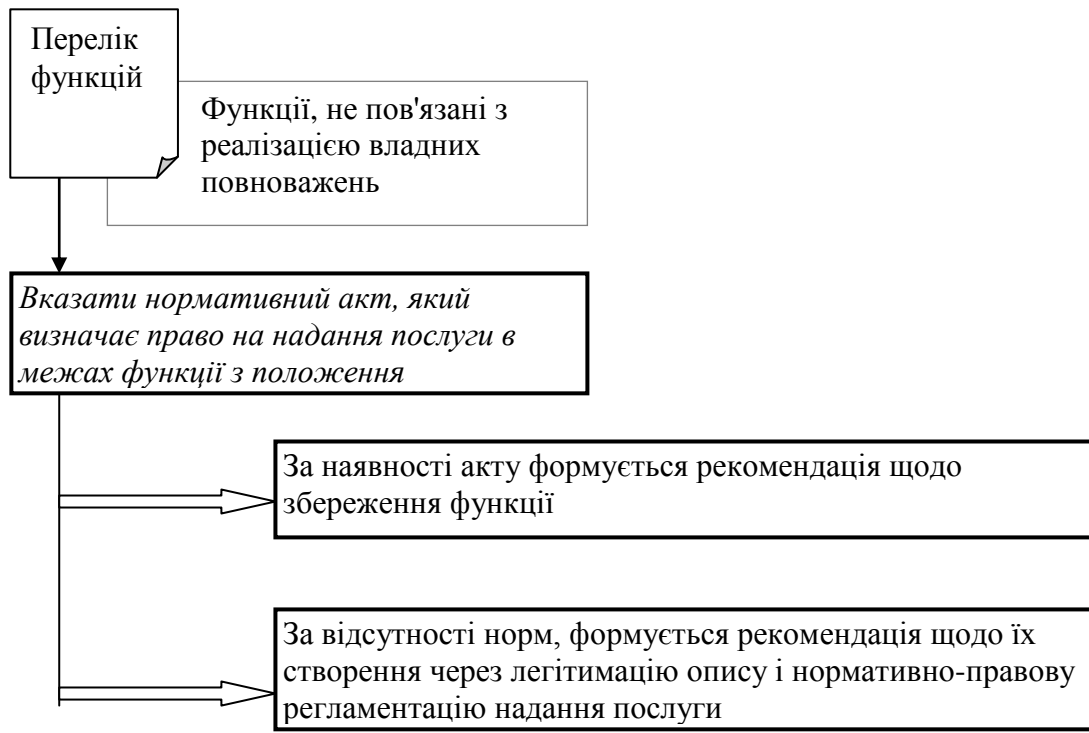 Перелік
функцій
Функції, не пов'язані з
реалізацією владних
повноважень
Вказати нормативний акт, який
визначає право на надання послуги в
межах функції з положення
За наявності акту формується рекомендація щодо
збереження функції
За відсутності норм, формується рекомендація щодо їх
створення через легітимацію опису і нормативно-правову
регламентацію надання послуги